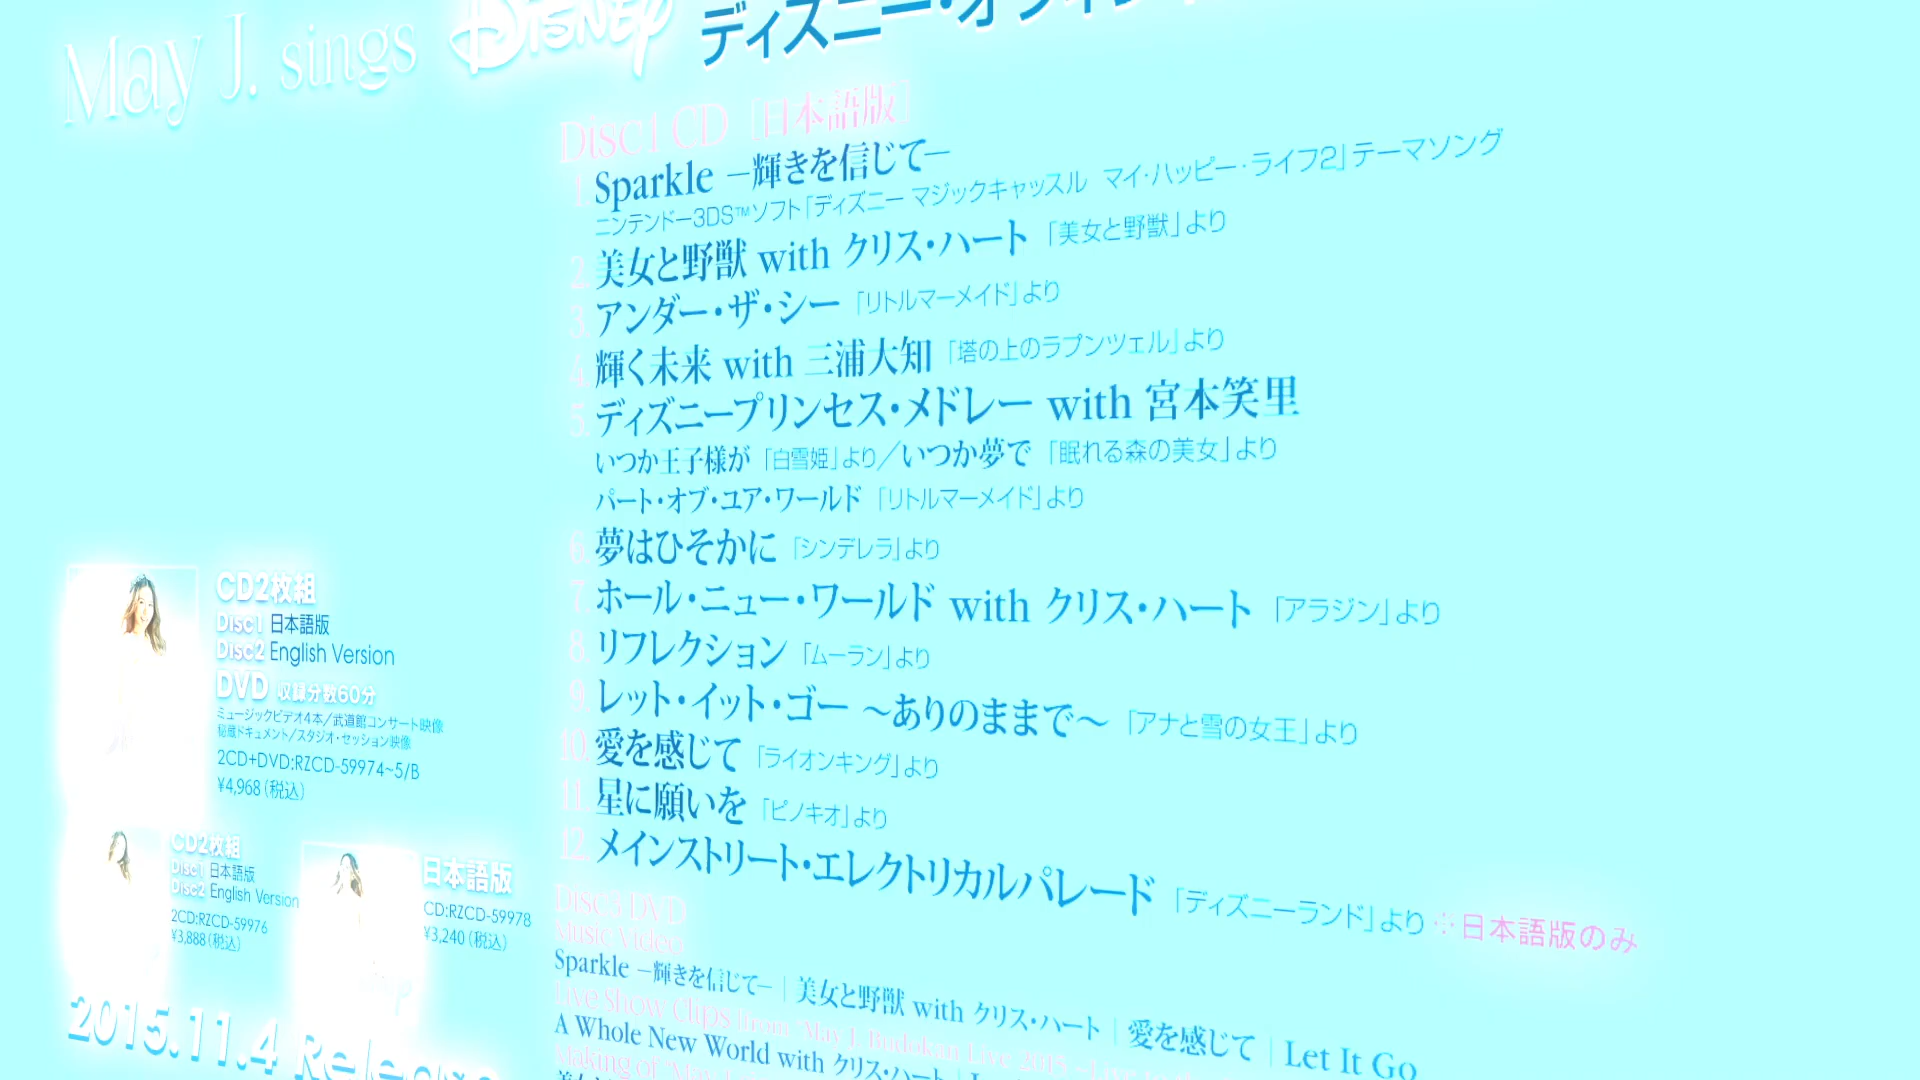 May J. sings Disney
Disc1 CD [日本語版]
1. Sparkle ―輝きを信じて―
ニンテンドー3DS™ソフト「ディズニー マジックキャッスル マイ・ハッピー・ライフ2」テーマソング
2. 美女と野獣 with クリス・ハート 「美女と野獣」より
3. アンダー・ザ・シー 「リトルマーメイド」より
4. 輝く未来 with 三浦大知 「塔の上のラプンツェル」より
5. ディズニープリンセス・メドレー with 宮本笑里
いつか王子様が 「白雪姫」より／いつか夢で 「眠れる森の美女」より
パート・オブ・ユア・ワールド 「リトルマーメイド」より
6. 夢はひそかに 「シンデレラ」より
7. ホール・ニュー・ワールド with クリス・ハート 「アラジン」より
8. リフレクション 「ムーラン」より
9. レット・イット・ゴー ～ありのままで～ 「アナと雪の女王」より
10. 愛を感じて 「ライオンキング」より
11. 星に願いを 「ピノキオ」より
12. メインストリート・エレクトリカルパレード 「ディズニーランド」より ※日本語版のみ
Disc3 DVD
Music Video
Sparkle ―輝きを信じて― | 美女と野獣 with クリス・ハート | 愛を感じて | Let It Go
Live Show Clips from "May J. Budokan Live 2015
A Whole New World with クリス・ハート
Making of
CD2枚組
Disc1 日本語版
Disc2 English Version
DVD 収録分数60分
ミュージックビデオ4本/武道館コンサート映像
秘蔵ドキュメント/スタジオ・セッション映像
2CD+DVD:RZCD-59974~5/B
¥4,968(税込)
CD2枚組
Disc1 日本語版
Disc2 English Version
2CD:RZCD-59976
¥3,888(税込)
日本語版
CD:RZCD-59978
¥3,240(税込)
2015.11.4 Release